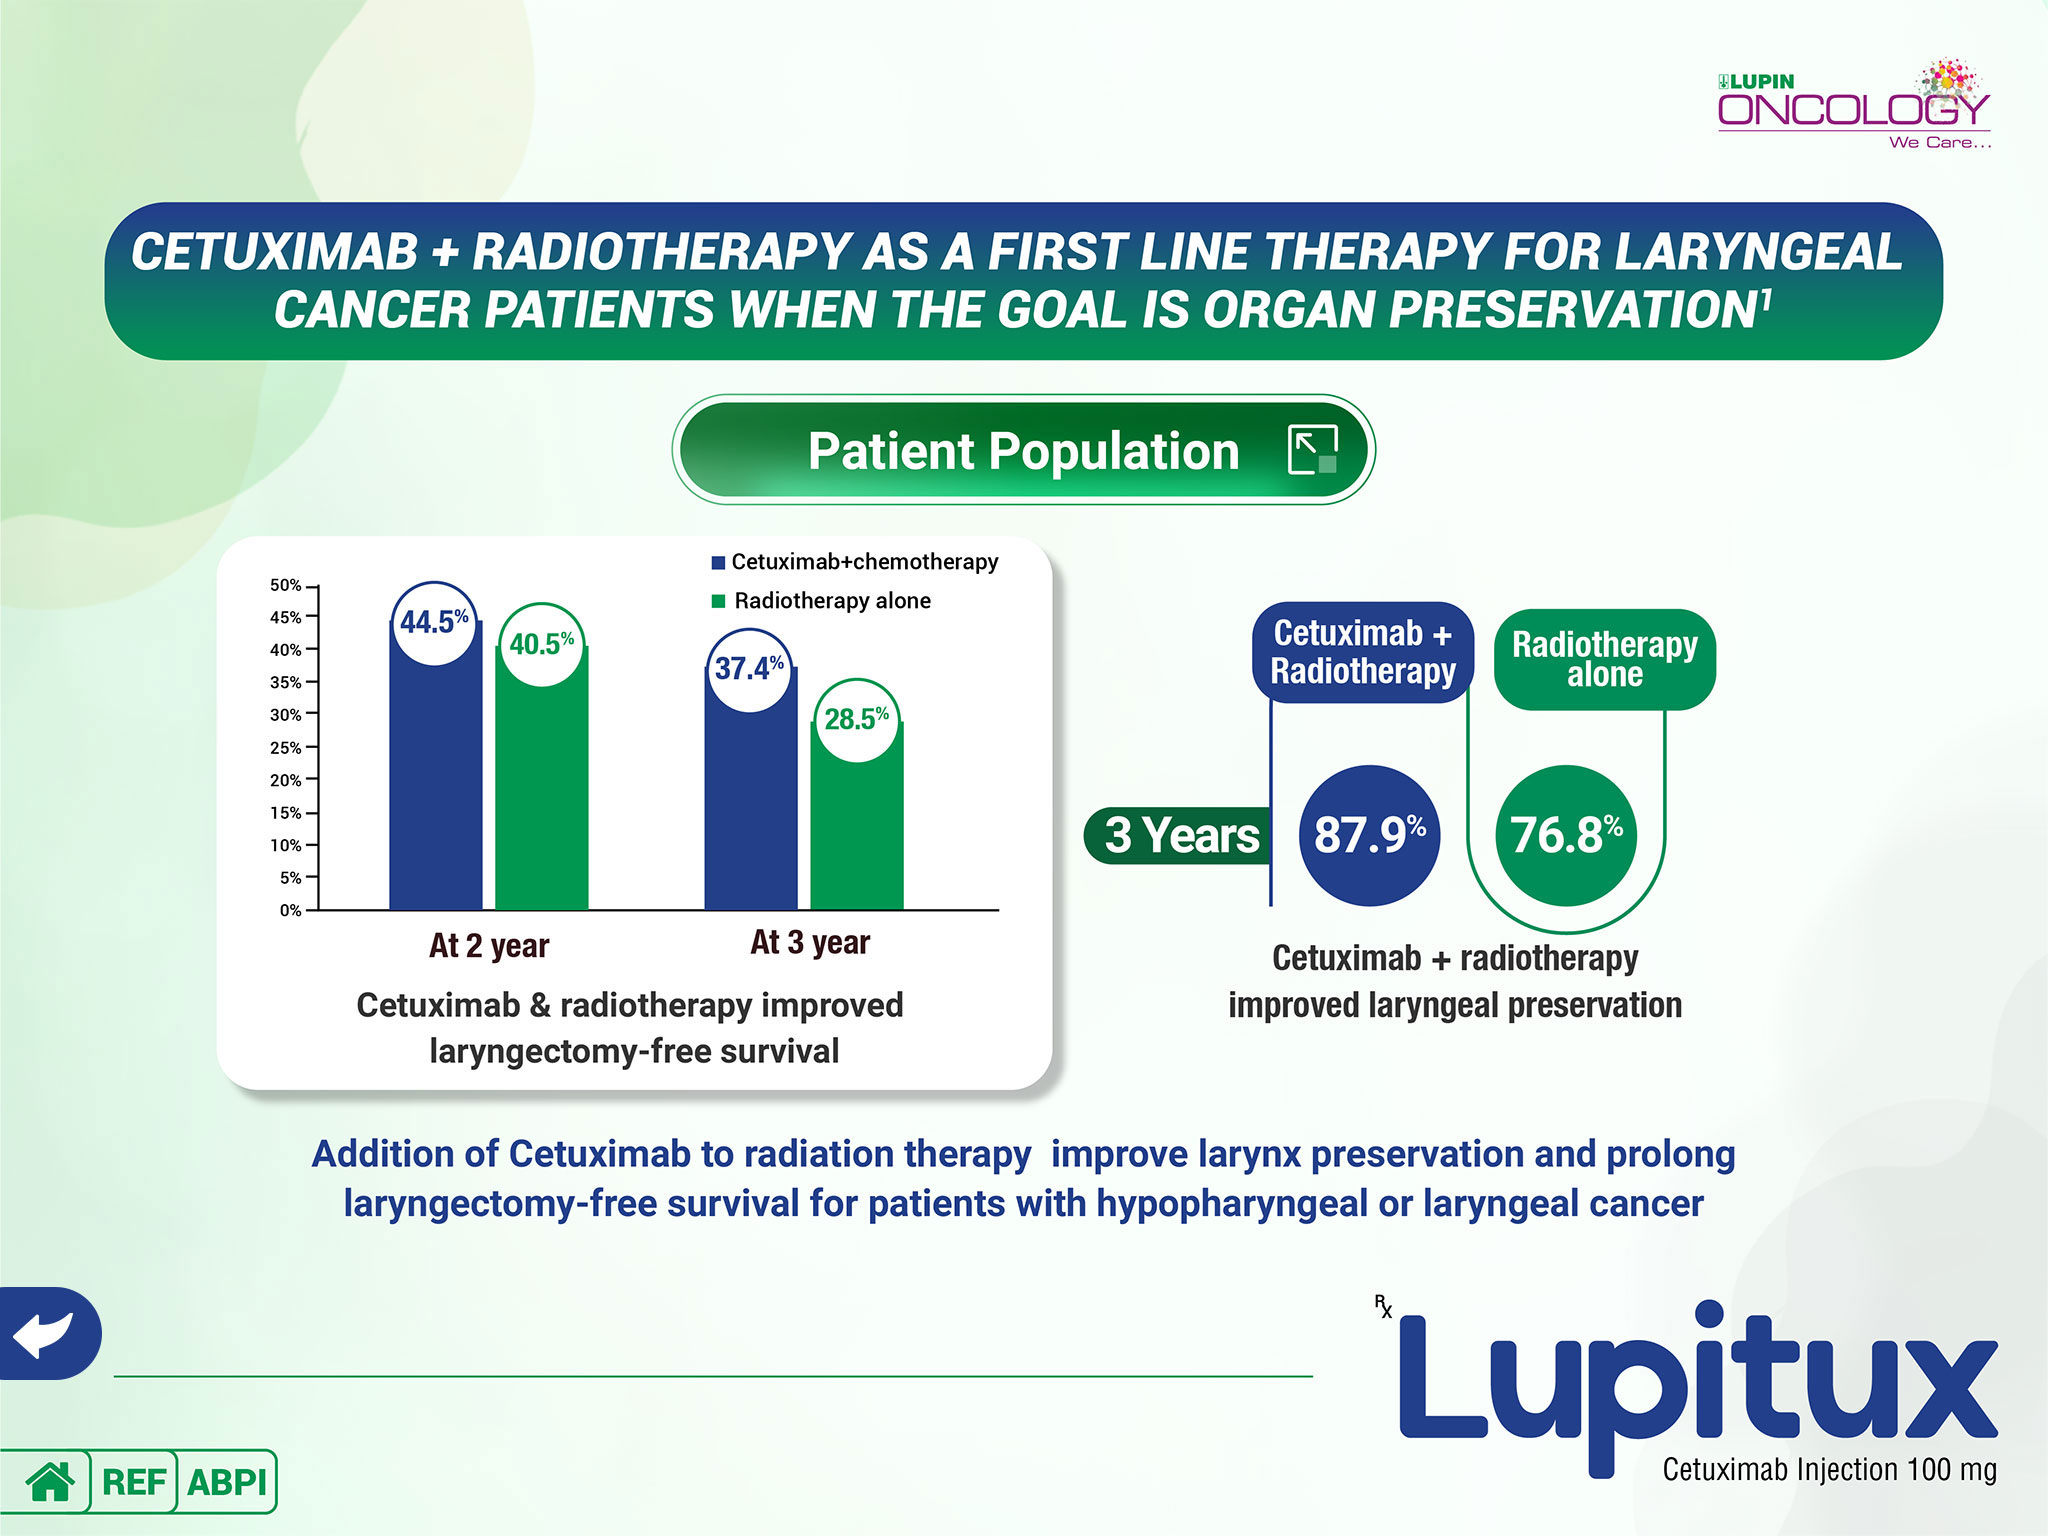 LUPIN
ONCOLOGY
We Care...
CETUXIMAB + RADIOTHERAPY AS A FIRST LINE THERAPY FOR LARYNGEAL
CANCER PATIENTS WHEN THE GOAL IS ORGAN PRESERVATION¹
Patient Population
Cetuximab+chemotherapy
Radiotherapy alone
50%
45%
40%
35%
30%
25%
20%
15%
10%
5%
0%
44.5%
40.5%
37.4%
28.5%
At 2 year
At 3 year
Cetuximab & radiotherapy improved
laryngectomy-free survival
Cetuximab +
Radiotherapy
Radiotherapy
alone
3 Years
87.9%
76.8%
Cetuximab + radiotherapy
improved laryngeal preservation
Addition of Cetuximab to radiation therapy  improve larynx preservation and prolong
laryngectomy-free survival for patients with hypopharyngeal or laryngeal cancer
Rx
Lupitux
Cetuximab Injection 100 mg
REF
ABPI